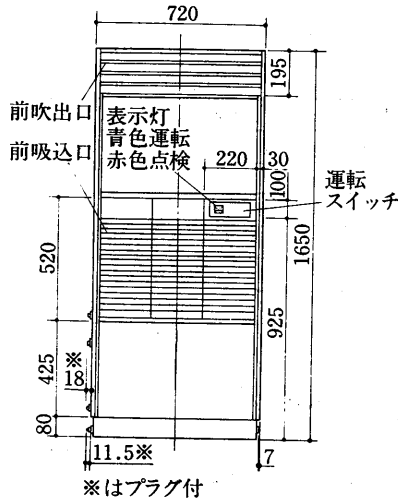 720
195
前吹出口
表示灯
青色運転
赤色点検
前吸込口
220
30
100
運転
スイッチ
1650
520
925
425
※
18
80
11.5※
7
※はプラグ付